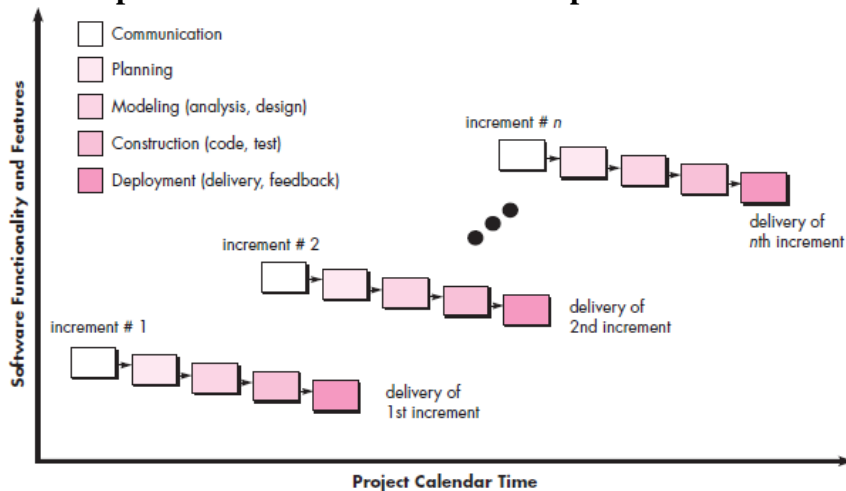 Communication
Planning
Modeling (analysis, design)
Construction (code, test)
Deployment (delivery, feedback)
increment # n
delivery of
nth increment
increment # 2
delivery of
2nd increment
increment # 1
delivery of
1st increment
Software Functionality and Features
Project Calendar Time